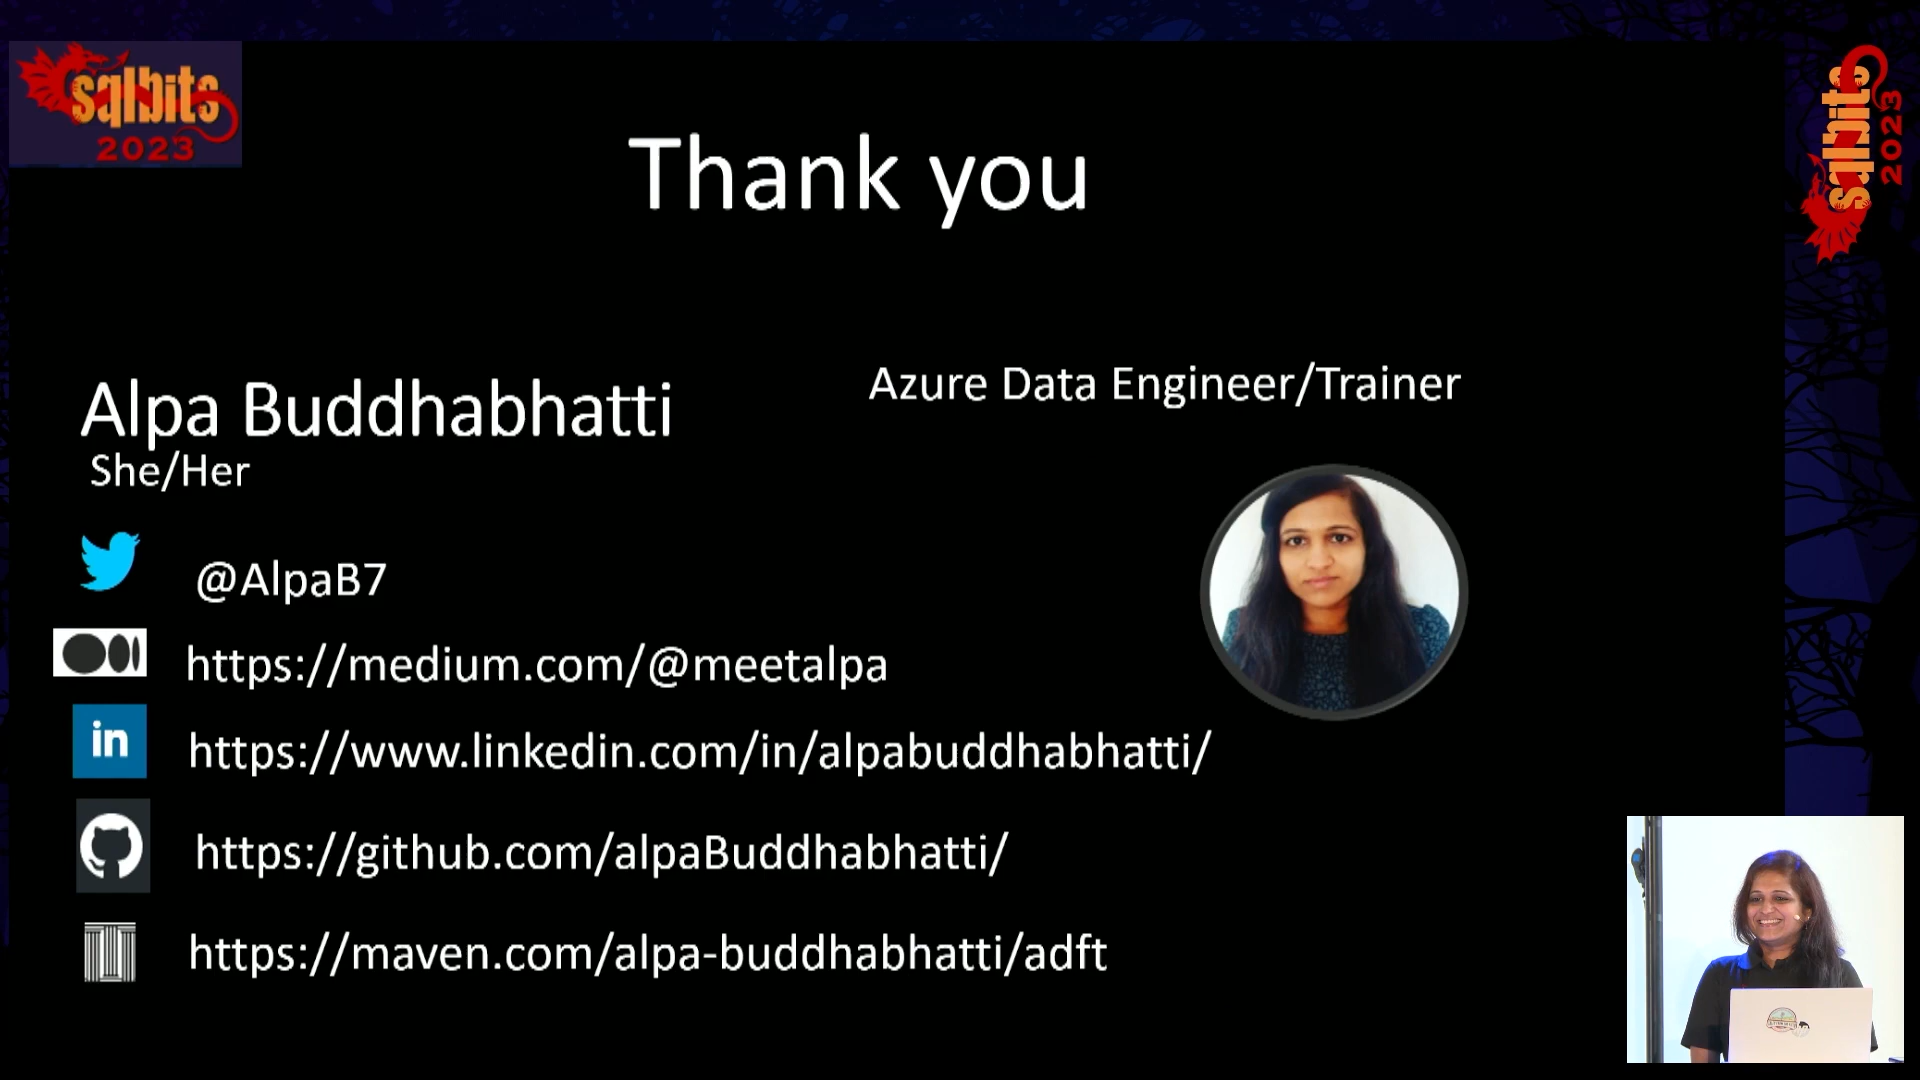 sqlbits
2023
sqlbits
2023
Thank you
Alpa Buddhabhatti
She/Her
Azure Data Engineer/Trainer
@AlpaB7
https://medium.com/@meetalpa
in
https://www.linkedin.com/in/alpabuddhabhatti/
https://github.com/alpaBuddhabhatti/
https://maven.com/alpa-buddhabhatti/adft